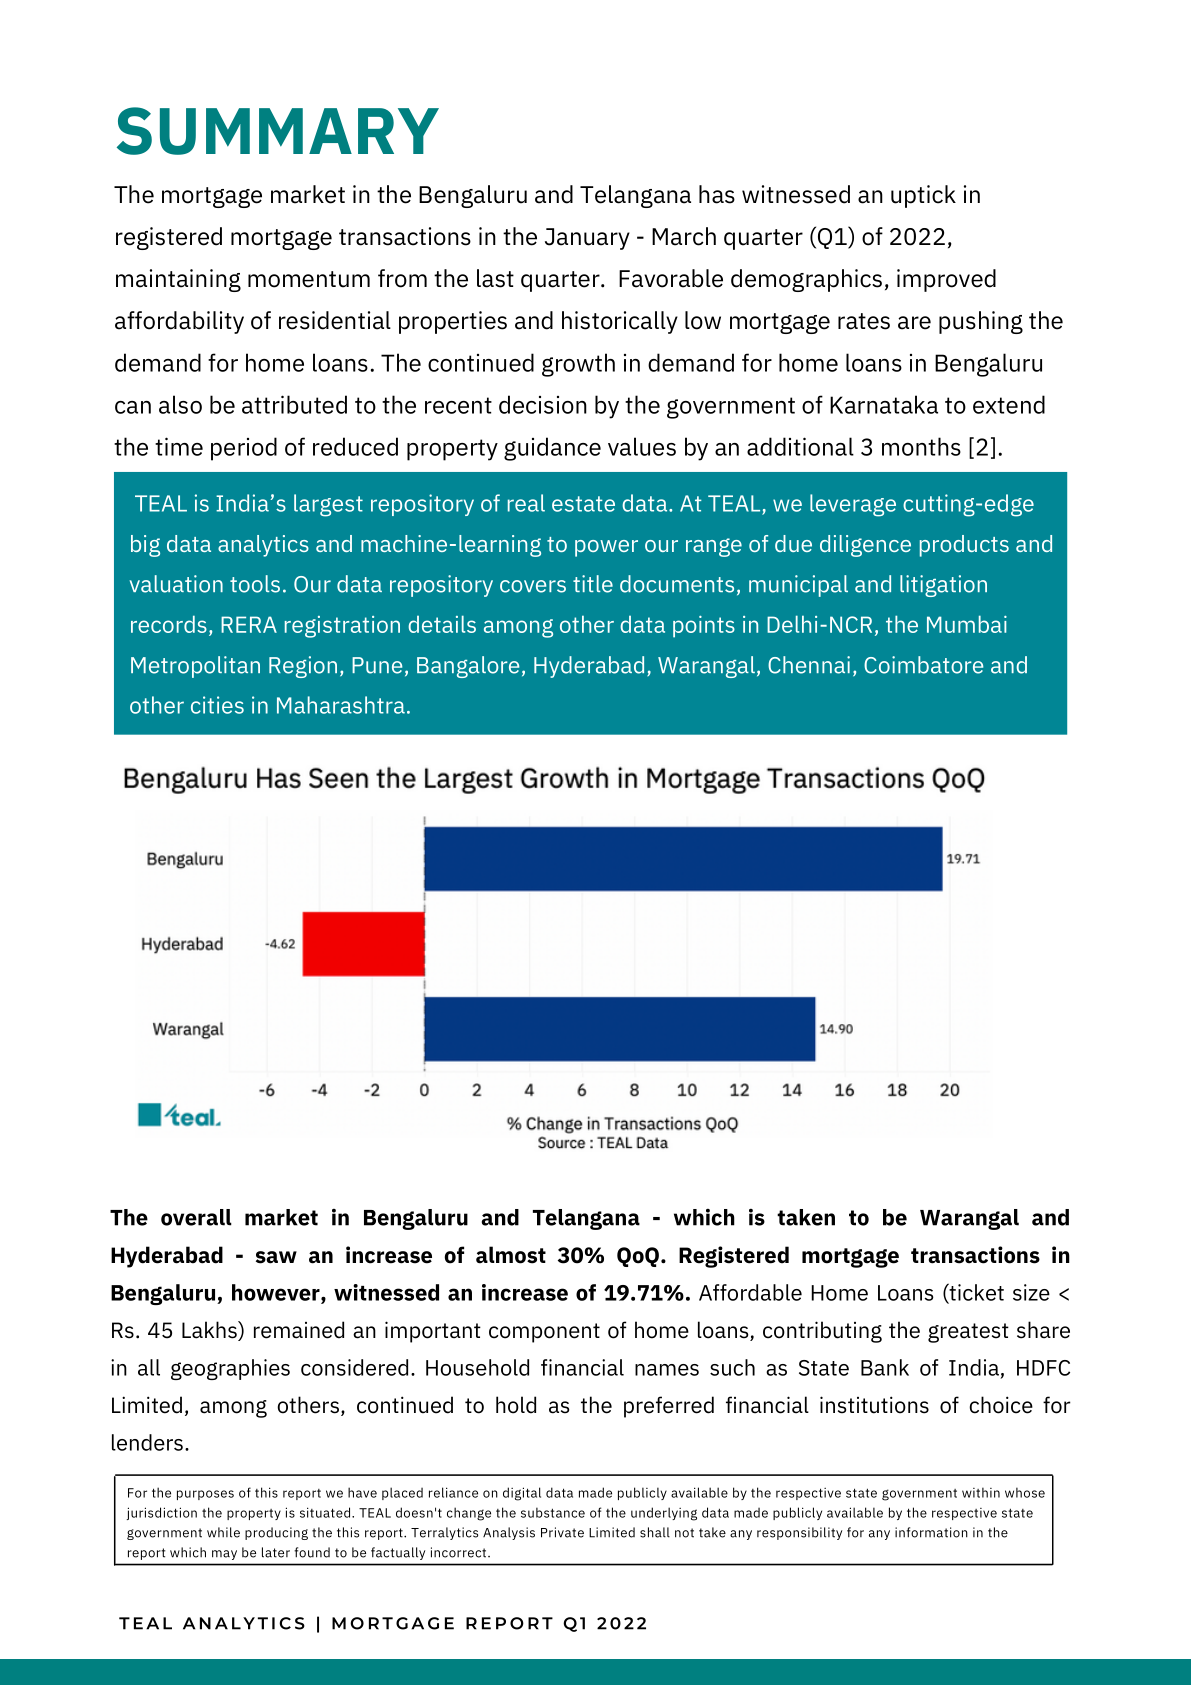 SUMMARY
The mortgage market in the Bengaluru and Telangana has witnessed an uptick in
registered mortgage transactions in the January - March quarter (Q1) of 2022,
maintaining momentum from the last quarter.  Favorable demographics, improved
affordability of residential properties and historically low mortgage rates are pushing the
demand for home loans. The continued growth in demand for home loans in Bengaluru
can also be attributed to the recent decision by the government of Karnataka to extend
the time period of reduced property guidance values by an additional 3 months [2].
TEAL is India’s largest repository of real estate data. At TEAL, we leverage cutting-edge
big data analytics and machine-learning to power our range of due diligence products and
valuation tools. Our data repository covers title documents, municipal and litigation
records, RERA registration details among other data points in Delhi-NCR, the Mumbai
Metropolitan Region, Pune, Bangalore, Hyderabad, Warangal, Chennai, Coimbatore and
other cities in Maharashtra.
Bengaluru Has Seen the Largest Growth in Mortgage Transactions QoQ
Bengaluru 19.71
Hyderabad -4.62
Warangal 14.90
-6 -4 -2 0 2 4 6 8 10 12 14 16 18 20
teal.
% Change in Transactions QoQ
Source : TEAL Data
The overall market in Bengaluru and Telangana - which is taken to be Warangal and
Hyderabad - saw an increase of almost 30% QoQ. Registered mortgage transactions in
Bengaluru, however, witnessed an increase of 19.71%. Affordable Home Loans (ticket size <
Rs. 45 Lakhs) remained an important component of home loans, contributing the greatest share
in all geographies considered. Household financial names such as State Bank of India, HDFC
Limited, among others, continued to hold as the preferred financial institutions of choice for
lenders.
For the purposes of this report we have placed reliance on digital data made publicly available by the respective state government within whose
jurisdiction the property is situated. TEAL doesn't change the substance of the underlying data made publicly available by the respective state
government while producing the this report. Terralytics Analysis Private Limited shall not take any responsibility for any information in the
report which may be later found to be factually incorrect.
TEAL ANALYTICS | MORTGAGE REPORT Q1 2022